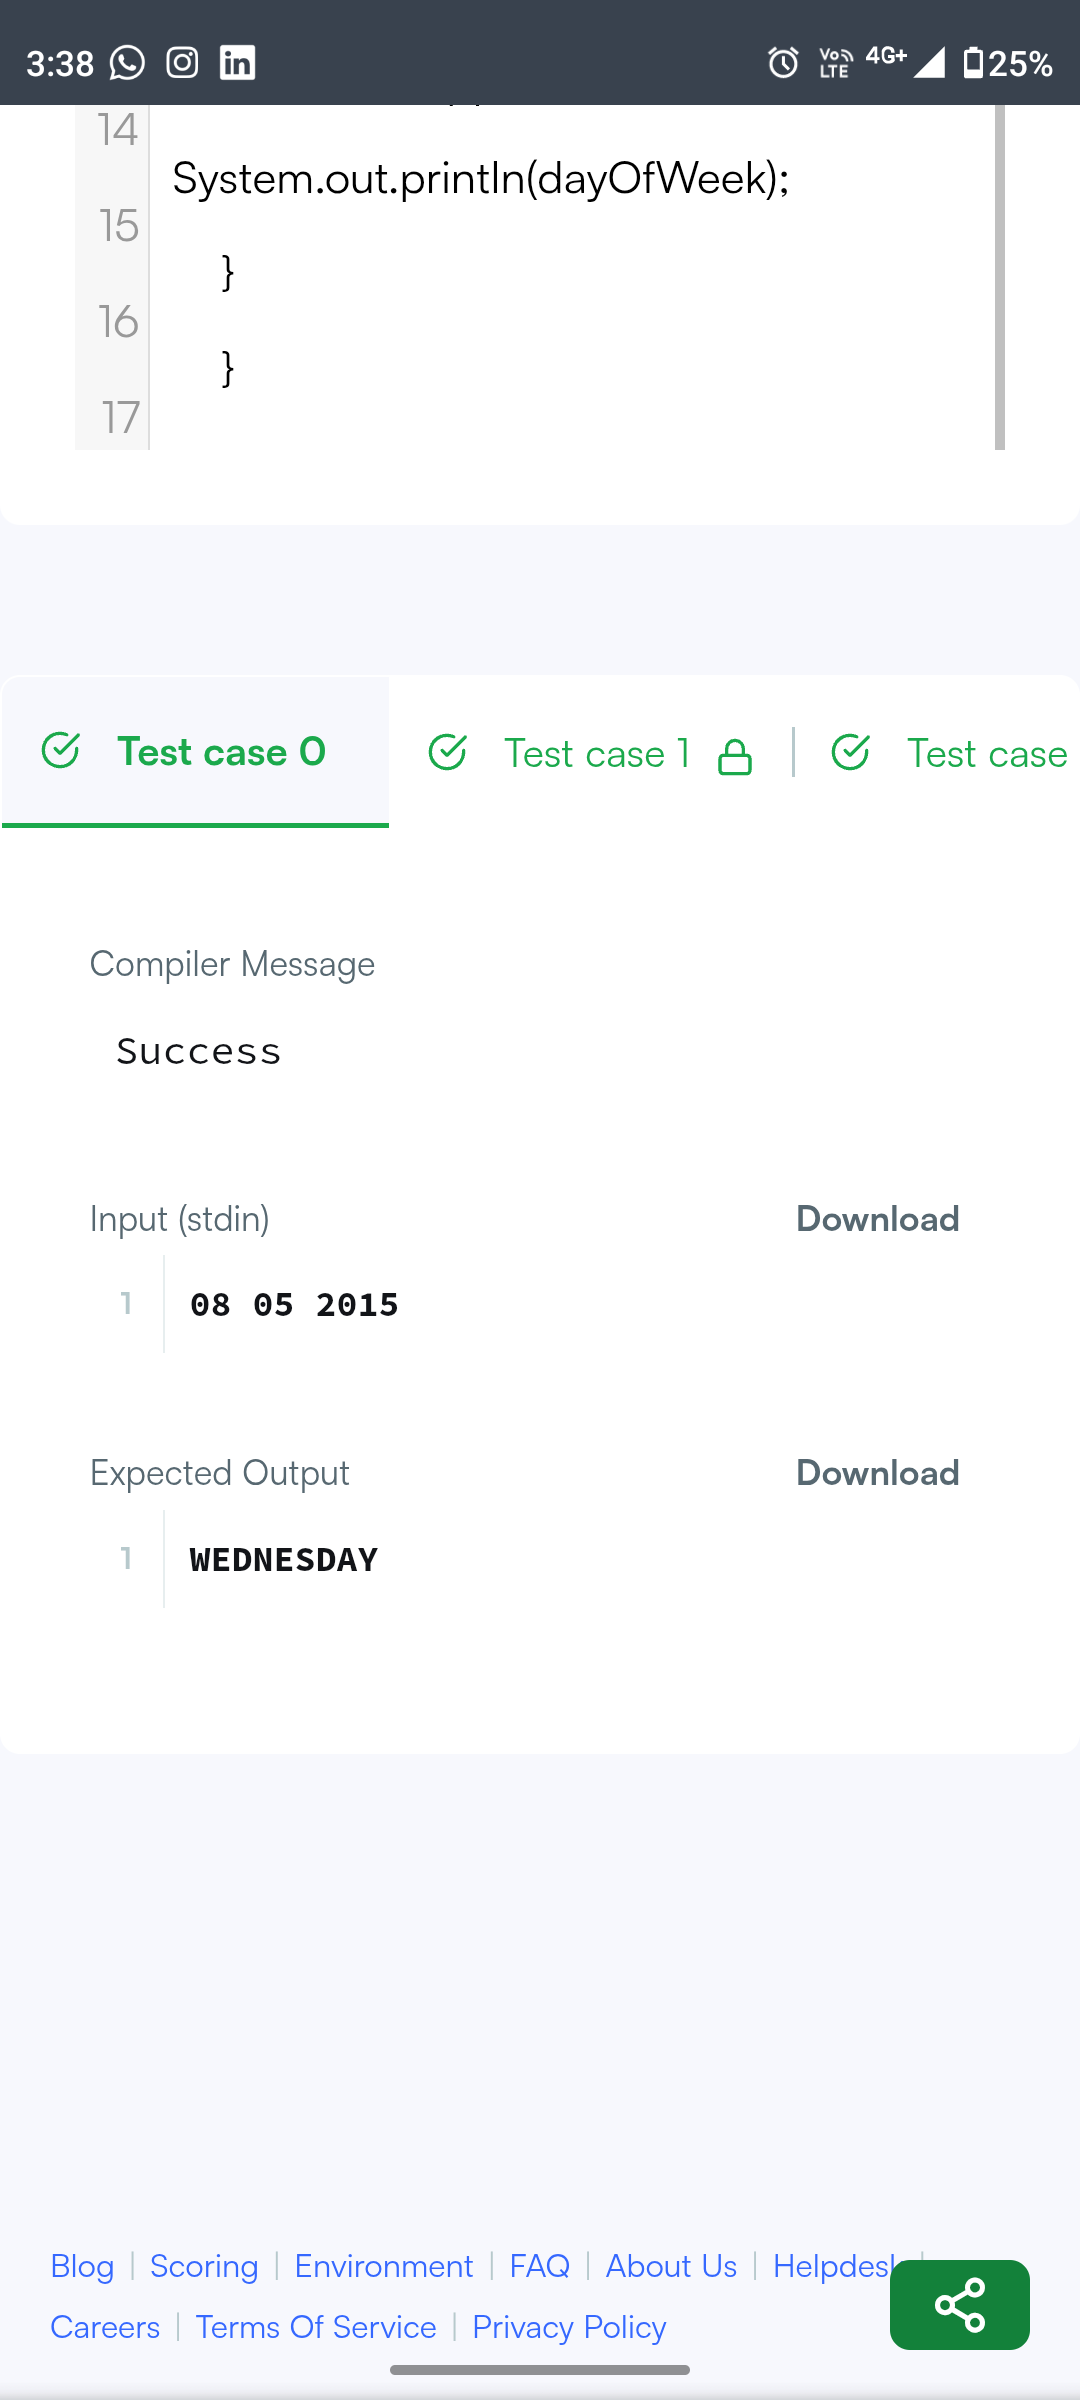 3:38 VoLTE 4G+ 25%
14
System.out.println(dayOfWeek);
15
}
16
}
17
Test case 0 Test case 1 Test case
Compiler Message
Success
Input (stdin) Download
1 08 05 2015
Expected Output Download
1 WEDNESDAY
Blog | Scoring | Environment | FAQ | About Us | Helpdesk |
Careers | Terms Of Service | Privacy Policy